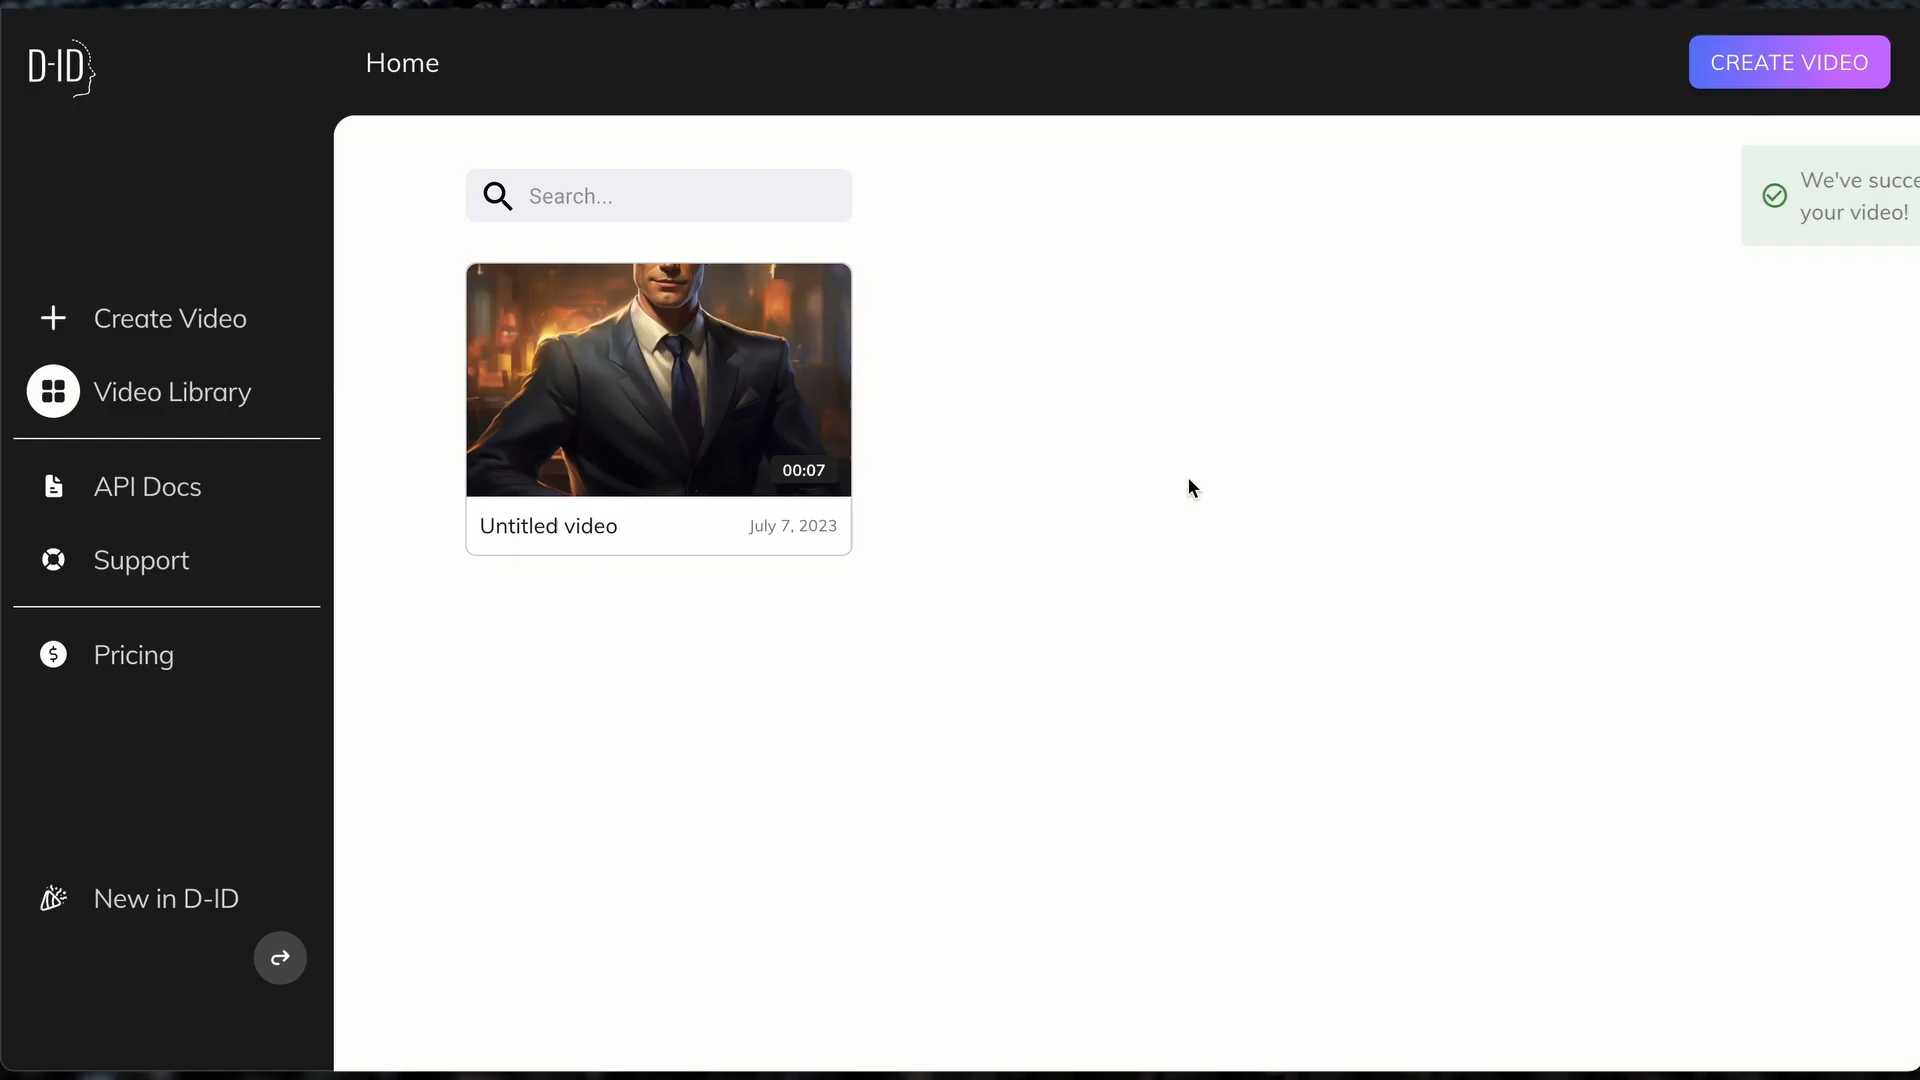 D-ID
Home
CREATE VIDEO
Search...
We've
your video!
Create Video
Video Library
00:07
Untitled video
July 7, 2023
API Docs
Support
Pricing
New in D-ID